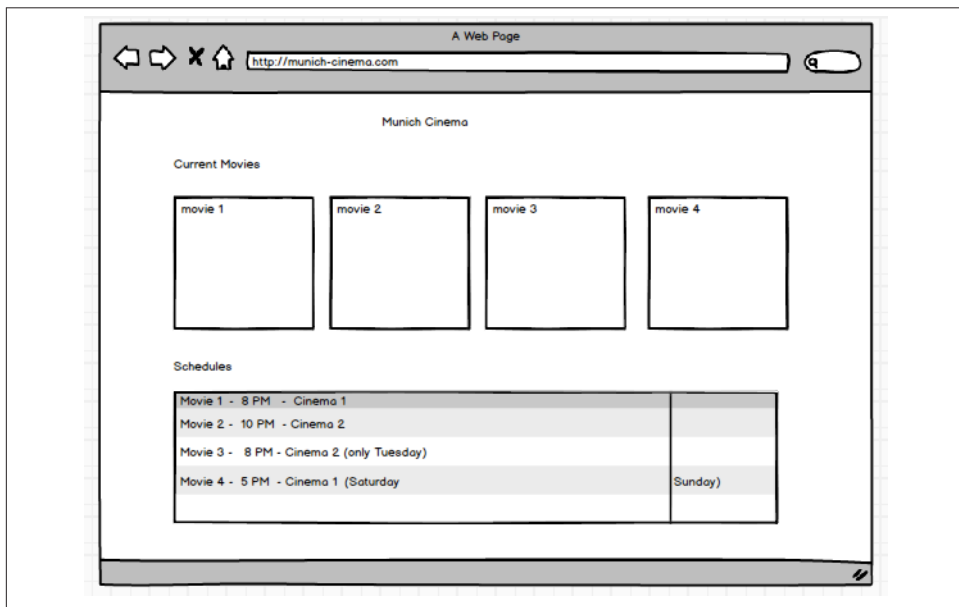 A Web Page
http://munich-cinema.com
Munich Cinema
Current Movies
movie 1 movie 2 movie 3 movie 4
Schedules
Movie 1 - 8 PM - Cinema 1
Movie 2 - 10 PM - Cinema 2
Movie 3 - 8 PM - Cinema 2 (only Tuesday)
Movie 4 - 5 PM - Cinema 1 (Saturday Sunday)